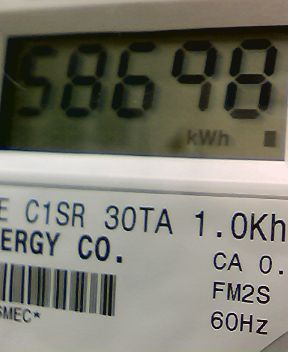 58698
kWh
E C1SR 30TA 1.0Kh
ERGY CO.
CA 0.
FM2S
SMEC*
60Hz